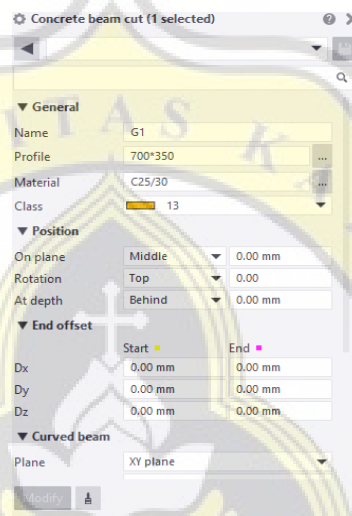 Concrete beam cut (1 selected)
General
Name G1
Profile 700*350 ...
Material C25/30 ...
Class 13
Position
On plane Middle 0.00 mm
Rotation Top 0.00
At depth Behind 0.00 mm
End offset
Start End
Dx 0.00 mm 0.00 mm
Dy 0.00 mm 0.00 mm
Dz 0.00 mm 0.00 mm
Curved beam
Plane XY plane
Modify